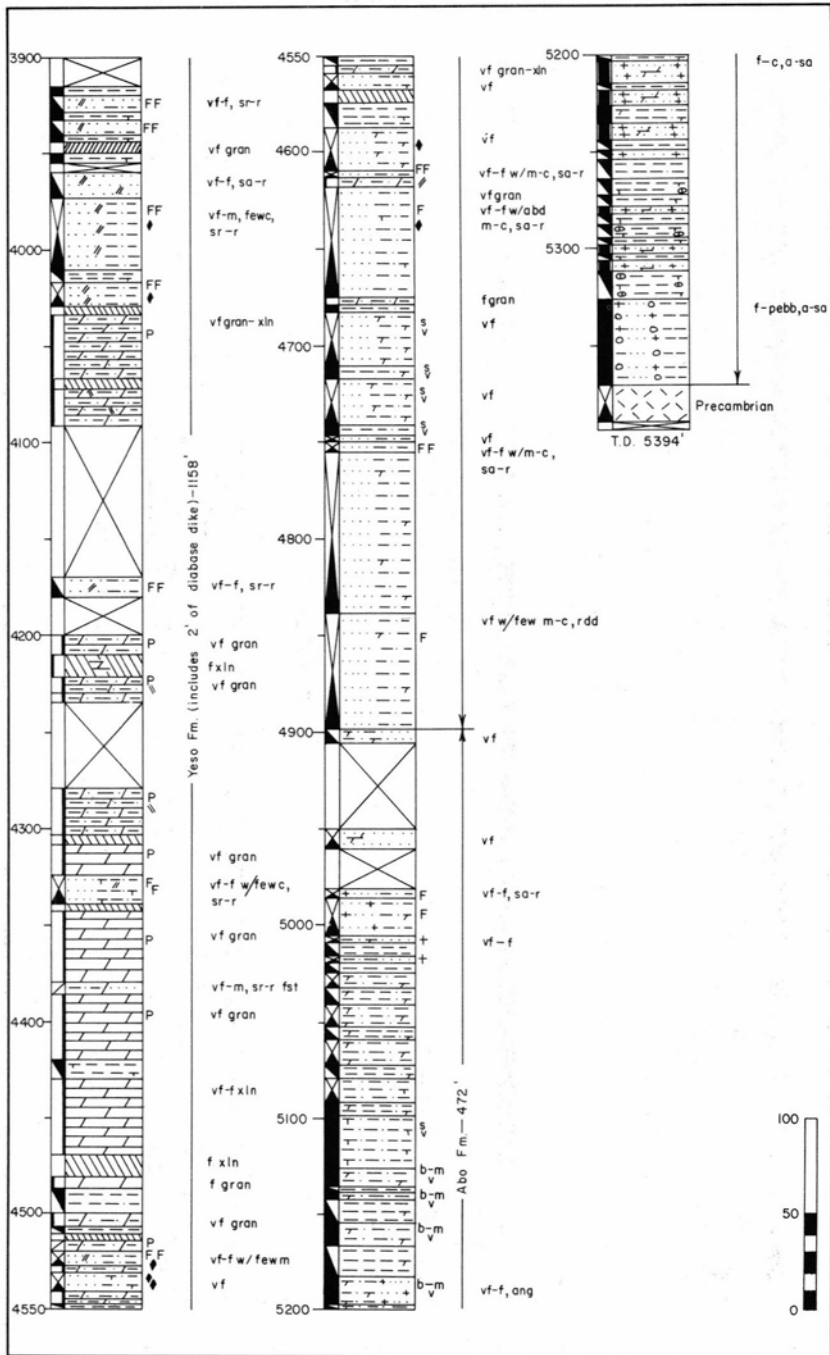 3900
FF
vf-f, sr-r
FF
vf gran
vf-f, sa-r
FF
vf-m, fewc,
sr-r
4000
FF
vfgran-xln
P
4100
FF
vf-f, sr-r
4200
P
vf gran
fxln
P
vf gran
P
4300
P
vf gran
F
F
vf-f w/fewc,
sr-r
P
vf gran
vf-m, sr-r fst
4400
P
vf gran
vf-fxln
f xln
f gran
4500
vf gran
P
FF
vf-f w/fewm
vf
4550
Yeso Fm. (includes 2' of diabase dike)-1158'
4550
vf gran-xln
vf
4600
vf
FF
vf-f w/m-c, sa-r
vfgran
F
vf-f w/abd
m-c, sa-r
fgran
s
v
vf
4700
s
v
s
v
vf
s
v
vf
FF
vf-f w/m-c,
sa-r
4800
vf w/few m-c, rdd
F
4900
vf
vf
F
vf-f, sa-r
5000
F
+
vf-f
+
5100
s
v
b-m
v
b-m
v
b-m
v
b-m
v
vf-f, ang
5200
Abo Fm.—472'
5200
f-c, a-sa
5300
f-pebb, a-sa
Precambrian
T.D. 5394'
100
50
0